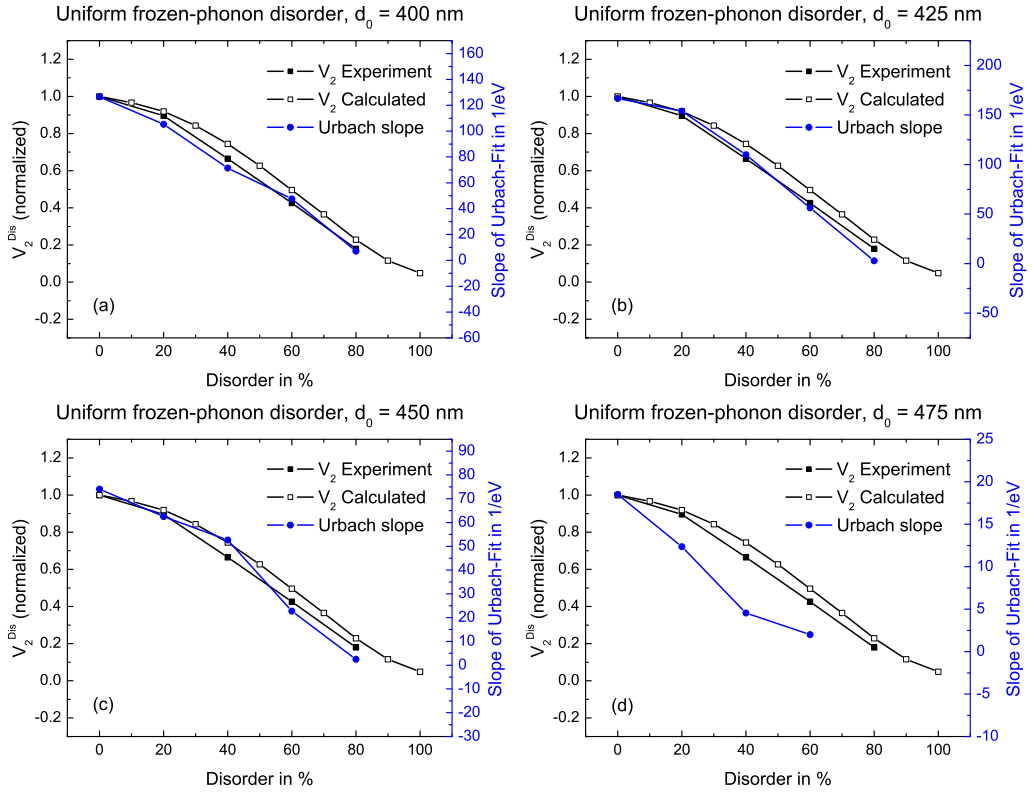 Uniform frozen-phonon disorder, d0 = 400 nm
V2 Experiment
V2 Calculated
Urbach slope
1.2
1.0
0.8
0.6
0.4
0.2
0.0
-0.2
V2Dis (normalized)
160
140
120
100
80
60
40
20
0
-20
-40
-60
Slope of Urbach-Fit in 1/eV
(a)
0 20 40 60 80 100
Disorder in %
Uniform frozen-phonon disorder, d0 = 425 nm
V2 Experiment
V2 Calculated
Urbach slope
1.2
1.0
0.8
0.6
0.4
0.2
0.0
-0.2
V2Dis (normalized)
200
150
100
50
0
-50
Slope of Urbach-Fit in 1/eV
(b)
0 20 40 60 80 100
Disorder in %
Uniform frozen-phonon disorder, d0 = 450 nm
V2 Experiment
V2 Calculated
Urbach slope
1.2
1.0
0.8
0.6
0.4
0.2
0.0
-0.2
V2Dis (normalized)
90
80
70
60
50
40
30
20
10
0
-10
-20
-30
Slope of Urbach-Fit in 1/eV
(c)
0 20 40 60 80 100
Disorder in %
Uniform frozen-phonon disorder, d0 = 475 nm
V2 Experiment
V2 Calculated
Urbach slope
1.2
1.0
0.8
0.6
0.4
0.2
0.0
-0.2
V2Dis (normalized)
25
20
15
10
5
0
-5
-10
Slope of Urbach-Fit in 1/eV
(d)
0 20 40 60 80 100
Disorder in %